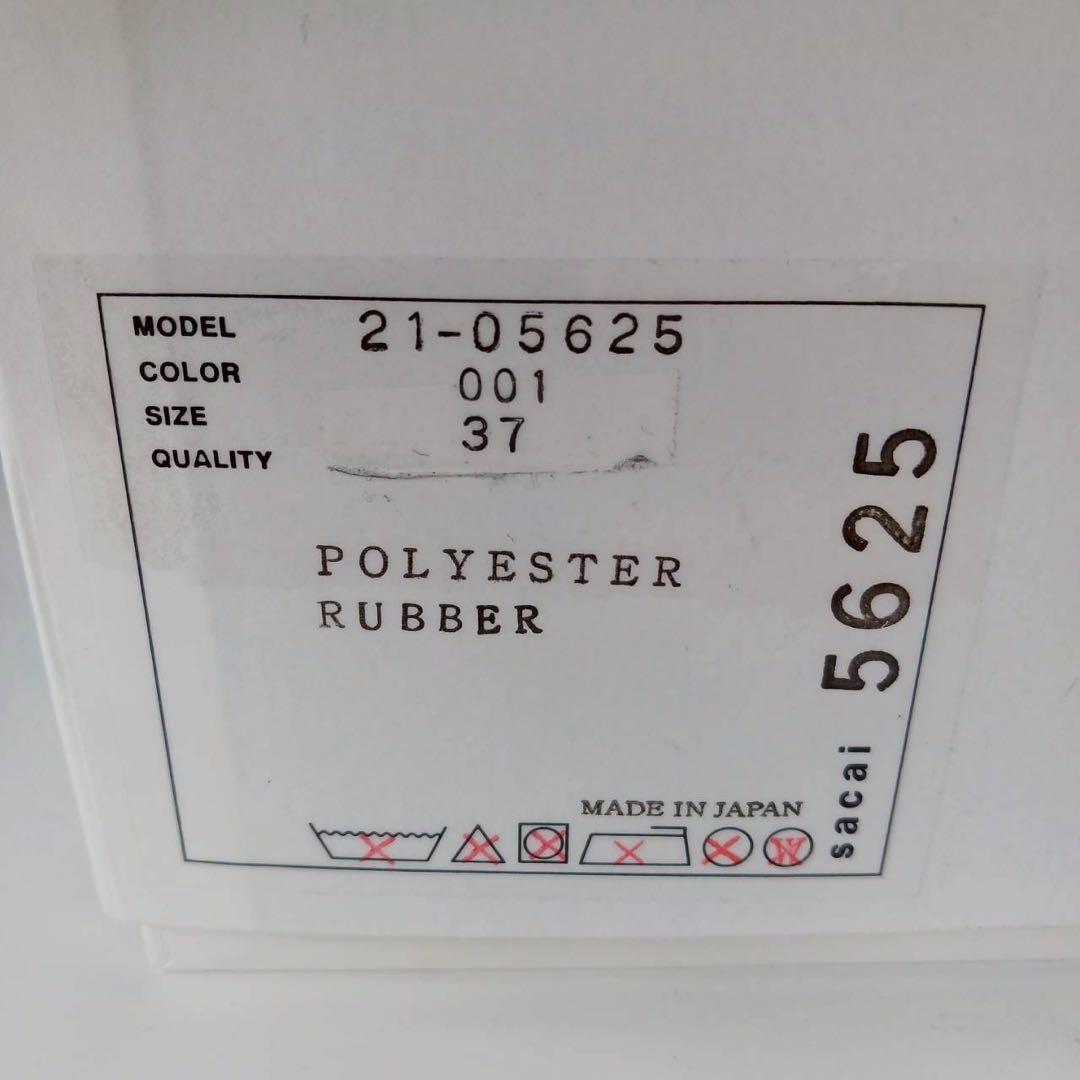 MODEL 21-05625
COLOR 001
SIZE 37
QUALITY
POLYESTER
RUBBER
MADE IN JAPAN
sacai 5625